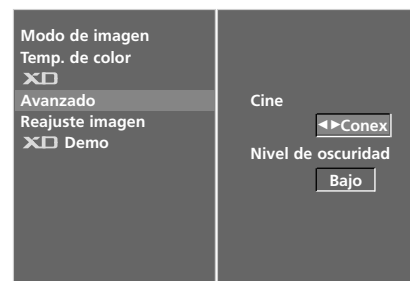 Modo de imagen
Temp. de color
XD
Avanzado
Reajuste imagen
XD Demo
Cine
◄►Conex
Nivel de oscuridad
Bajo